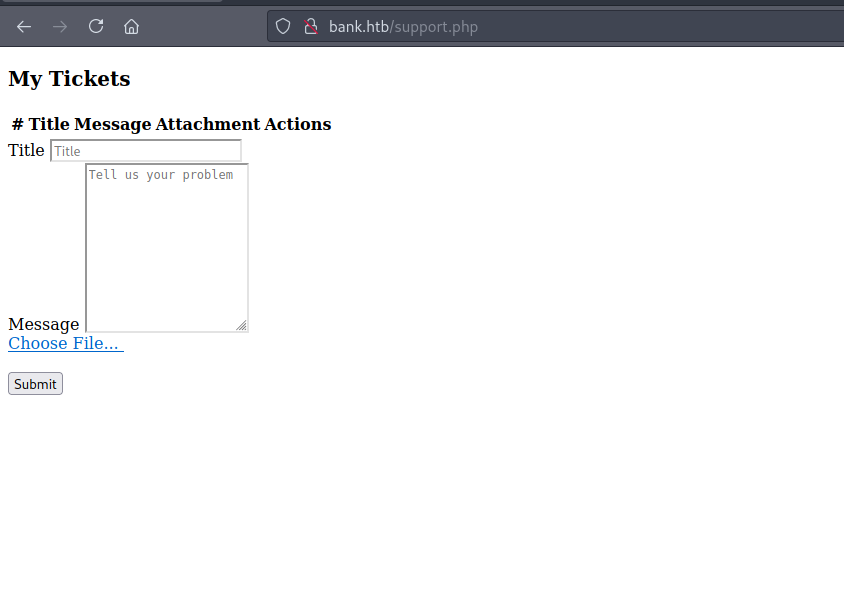 bank.htb/support.php
My Tickets
# Title Message Attachment Actions
Title Title
Tell us your problem
Message
Choose File...
Submit